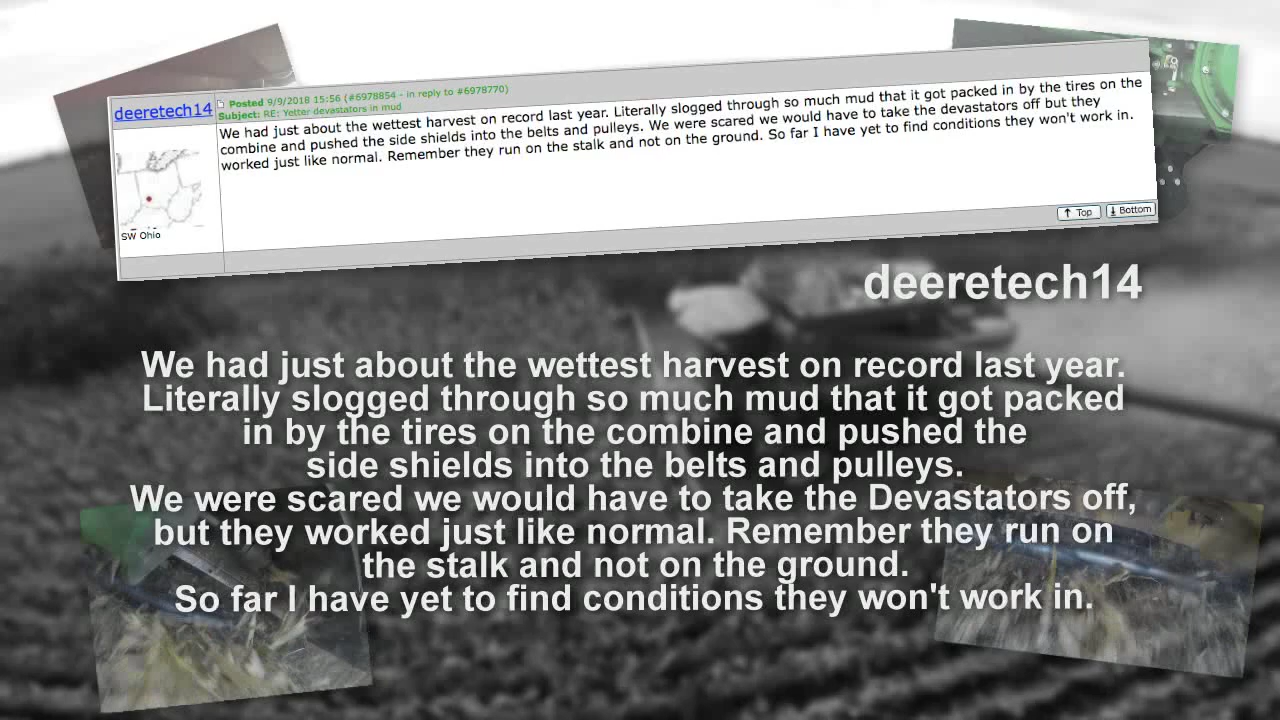 deeretech14
Posted 9/9/2018 15:56 (#6978854 - in reply to #6978770)
Subject: RE: Yetter devastators in mud
We had just about the wettest harvest on record last year. Literally slogged through so much mud that it got packed in by the tires on the
combine and pushed the side shields into the belts and pulleys. We were scared we would have to take the devastators off but they
worked just like normal. Remember they run on the stalk and not on the ground. So far I have yet to find conditions they won't work in.
SW Ohio
Top
Bottom
deeretech14
We had just about the wettest harvest on record last year.
Literally slogged through so much mud that it got packed
in by the tires on the combine and pushed the
side shields into the belts and pulleys.
We were scared we would have to take the Devastators off,
but they worked just like normal. Remember they run on
the stalk and not on the ground.
So far I have yet to find conditions they won't work in.